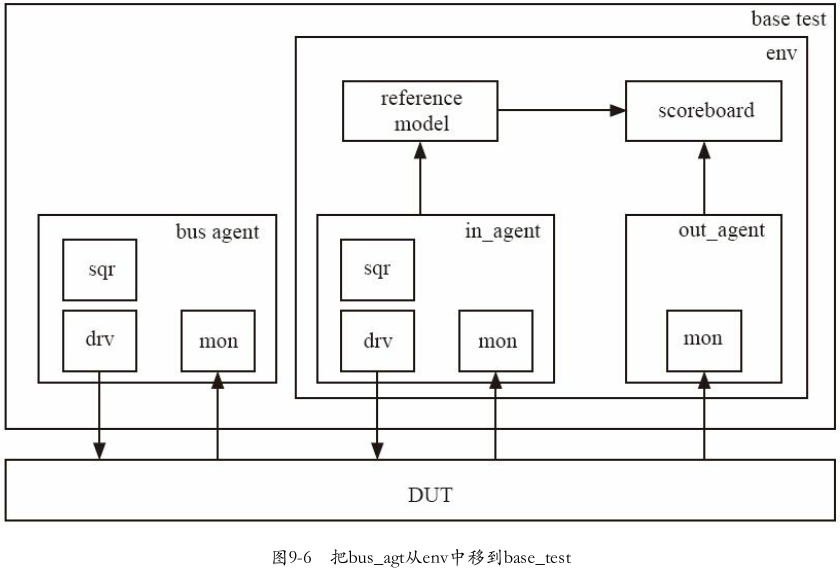 base test
env
reference
model
scoreboard
bus agent
in_agent
out_agent
sqr
sqr
drv
mon
drv
mon
mon
DUT
图9-6 把bus_agt从env中移到base_test